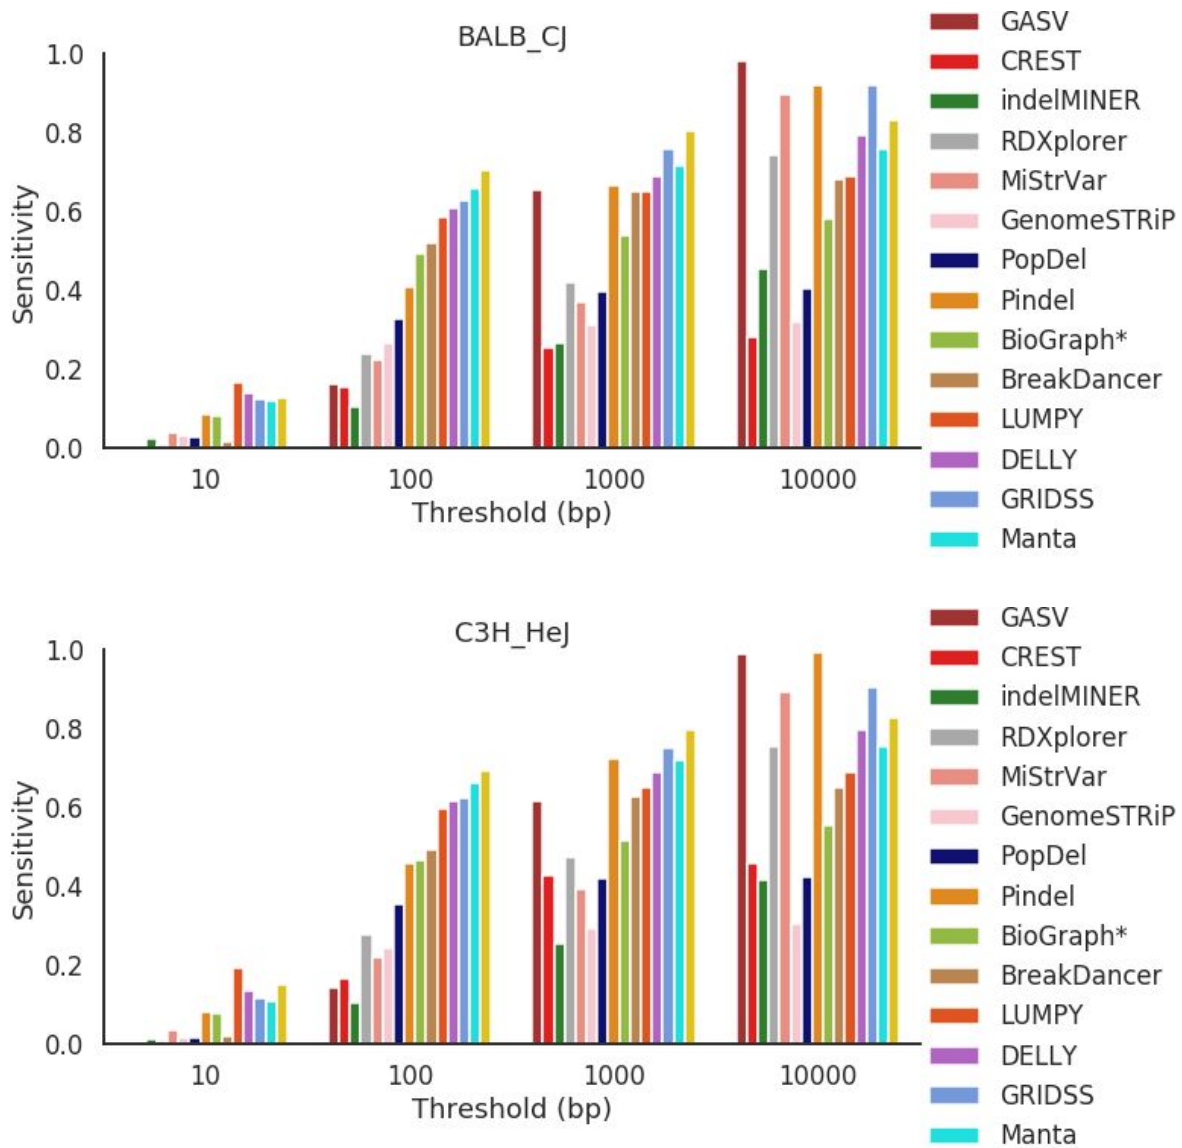 BALB_CJ
1.0
0.8
0.6
0.4
0.2
0.0
Sensitivity
10 100 1000 10000
Threshold (bp)
GASV
CREST
indelMINER
RDXplorer
MiStrVar
GenomeSTRiP
PopDel
Pindel
BioGraph*
BreakDancer
LUMPY
DELLY
GRIDSS
Manta
C3H_HeJ
1.0
0.8
0.6
0.4
0.2
0.0
Sensitivity
10 100 1000 10000
Threshold (bp)
GASV
CREST
indelMINER
RDXplorer
MiStrVar
GenomeSTRiP
PopDel
Pindel
BioGraph*
BreakDancer
LUMPY
DELLY
GRIDSS
Manta